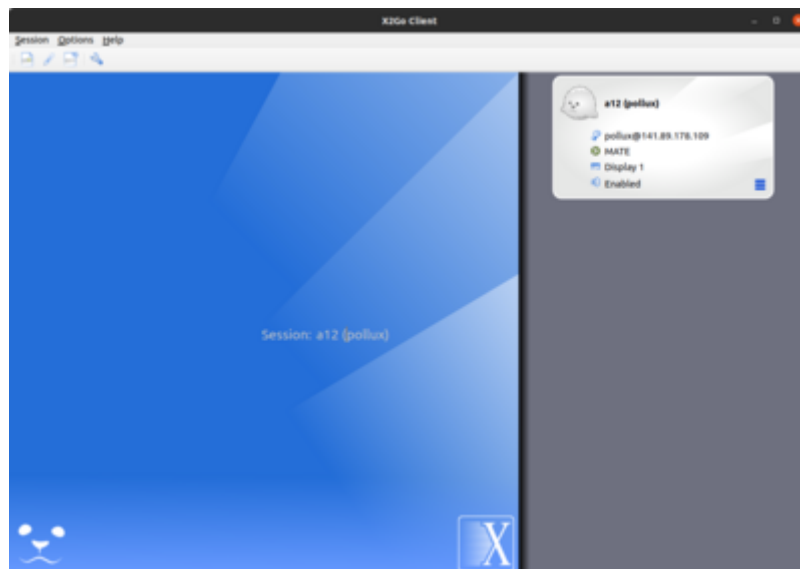 X2Go Client
Session Options Help
a12 (pollux)
pollux@141.89.178.109
MATE
Display 1
Enabled
Session: a12 (pollux)
X